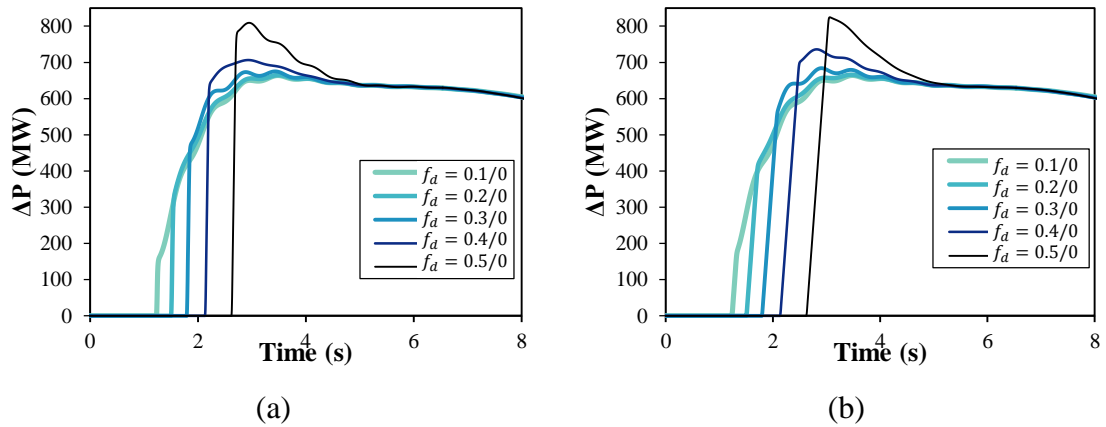 800
700
600
500
400
300
200
100
0
ΔP (MW)
0 2 4 6 8
Time (s)
f_d = 0.1/0
f_d = 0.2/0
f_d = 0.3/0
f_d = 0.4/0
f_d = 0.5/0
(a)
800
700
600
500
400
300
200
100
0
ΔP (MW)
0 2 4 6 8
Time (s)
f_d = 0.1/0
f_d = 0.2/0
f_d = 0.3/0
f_d = 0.4/0
f_d = 0.5/0
(b)